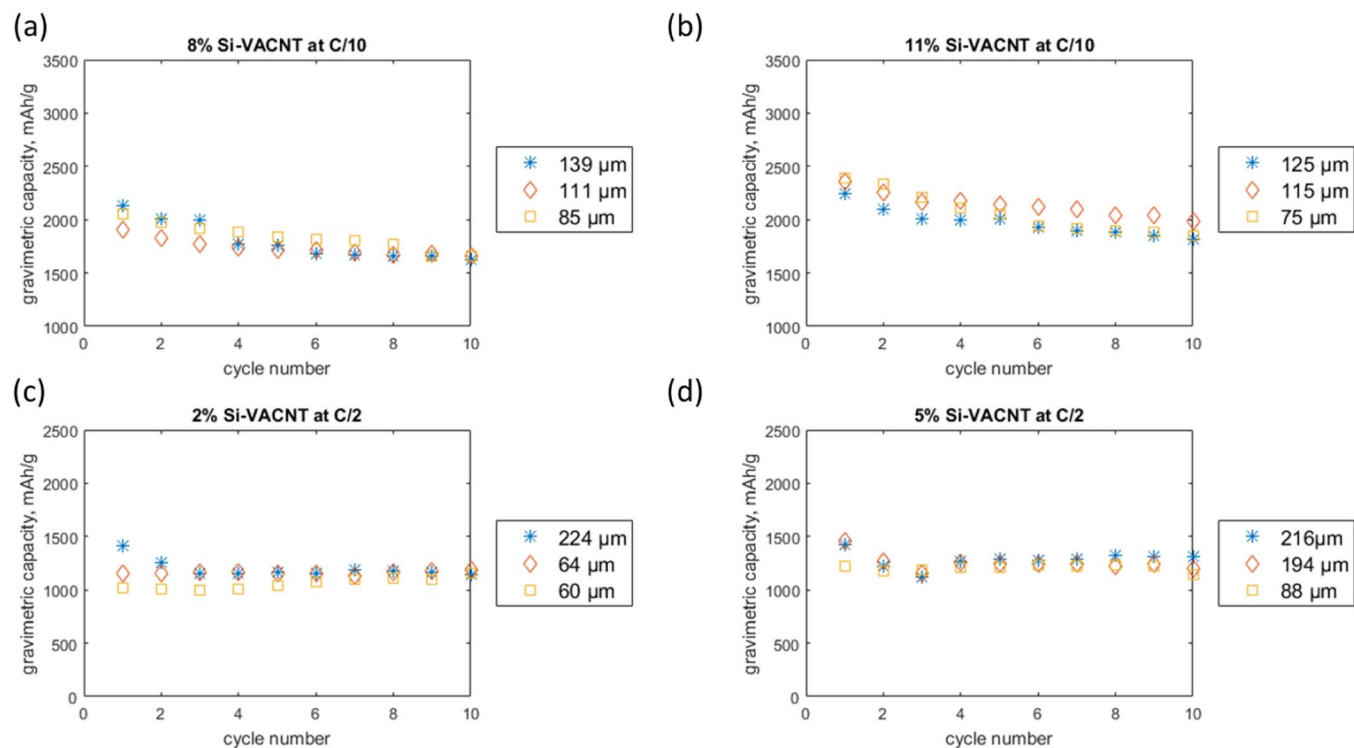 (a)
8% Si-VACNT at C/10
3500
3000
2500
2000
1500
1000
0 2 4 6 8 10
gravimetric capacity, mAh/g
cycle number
139 µm
111 µm
85 µm
(b)
11% Si-VACNT at C/10
3500
3000
2500
2000
1500
1000
0 2 4 6 8 10
gravimetric capacity, mAh/g
cycle number
125 µm
115 µm
75 µm
(c)
2% Si-VACNT at C/2
2500
2000
1500
1000
500
0
0 2 4 6 8 10
gravimetric capacity, mAh/g
cycle number
224 µm
64 µm
60 µm
(d)
5% Si-VACNT at C/2
2500
2000
1500
1000
500
0
0 2 4 6 8 10
gravimetric capacity, mAh/g
cycle number
216µm
194 µm
88 µm